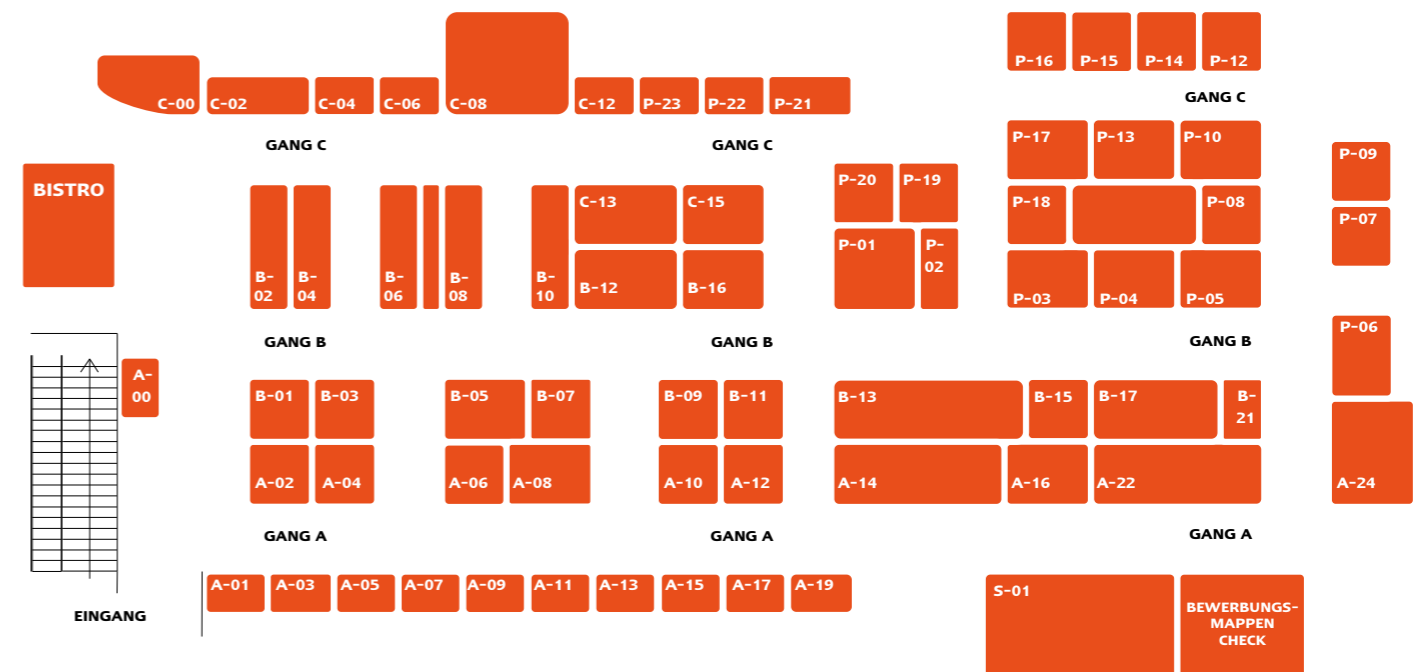 P-16 P-15 P-14 P-12
C-00 C-02 C-04 C-06 C-08 C-12 P-23 P-22 P-21
GANG C
GANG C GANG C
P-17 P-13 P-10
P-09
BISTRO
P-20 P-19
C-13 C-15
P-18 P-08
P-07
P-01 P-
02
B-
02
B-
04
B-
06
B-
08
B-
10
B-12 B-16
P-03 P-04 P-05
P-06
GANG B GANG B GANG B
A-
00
B-01 B-03 B-05 B-07 B-09 B-11 B-13 B-15 B-17 B-
21
A-02 A-04 A-06 A-08 A-10 A-12 A-14 A-16 A-22 A-24
GANG A GANG A GANG A
A-01 A-03 A-05 A-07 A-09 A-11 A-13 A-15 A-17 A-19
S-01
EINGANG
BEWERBUNGS-
MAPPEN
CHECK